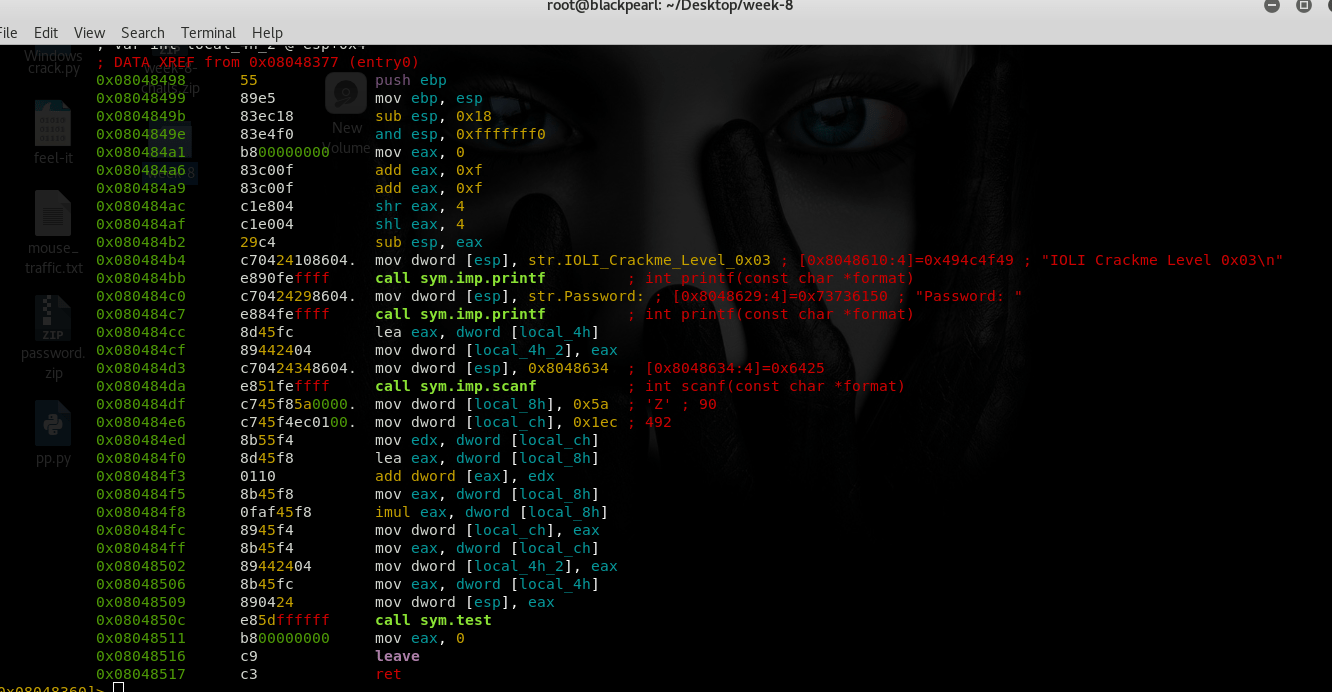 root@blackpearl: ~/Desktop/week-8
File Edit View Search Terminal Help
; var int local_4h_2 @ esp+0x4
; DATA XREF from 0x08048377 (entry0)
0x08048498 55 push ebp
0x08048499 89e5 mov ebp, esp
0x0804849b 83ec18 sub esp, 0x18
0x0804849e 83e4f0 and esp, 0xfffffff0
0x080484a1 b800000000 mov eax, 0
0x080484a6 83c00f add eax, 0xf
0x080484a9 83c00f add eax, 0xf
0x080484ac c1e804 shr eax, 4
0x080484af c1e004 shl eax, 4
0x080484b2 29c4 sub esp, eax
0x080484b4 c70424108604. mov dword [esp], str.IOLI_Crackme_Level_0x03 ; [0x8048610:4]=0x494c4f49 ; "IOLI Crackme Level 0x03\n"
0x080484bb e890feffff call sym.imp.printf ; int printf(const char *format)
0x080484c0 c70424298604. mov dword [esp], str.Password: ; [0x8048629:4]=0x73736150 ; "Password: "
0x080484c7 e884feffff call sym.imp.printf ; int printf(const char *format)
0x080484cc 8d45fc lea eax, dword [local_4h]
0x080484cf 89442404 mov dword [local_4h_2], eax
0x080484d3 c70424348604. mov dword [esp], 0x8048634 ; [0x8048634:4]=0x6425
0x080484da e851feffff call sym.imp.scanf ; int scanf(const char *format)
0x080484df c745f85a0000. mov dword [local_8h], 0x5a ; 'Z' ; 90
0x080484e6 c745f4ec0100. mov dword [local_ch], 0x1ec ; 492
0x080484ed 8b55f4 mov edx, dword [local_ch]
0x080484f0 8d45f8 lea eax, dword [local_8h]
0x080484f3 0110 add dword [eax], edx
0x080484f5 8b45f8 mov eax, dword [local_8h]
0x080484f8 0faf45f8 imul eax, dword [local_8h]
0x080484fc 8945f4 mov dword [local_ch], eax
0x080484ff 8b45f4 mov eax, dword [local_ch]
0x08048502 89442404 mov dword [local_4h_2], eax
0x08048506 8b45fc mov eax, dword [local_4h]
0x08048509 890424 mov dword [esp], eax
0x0804850c e85dffffff call sym.test
0x08048511 b800000000 mov eax, 0
0x08048516 c9 leave
0x08048517 c3 ret
0x08048360]>
Windows
crack.py
week-8-
challs.zip
New
Volume
feel-it
week-8
mouse_
traffic.txt
ZIP
password.
zip
pp.py